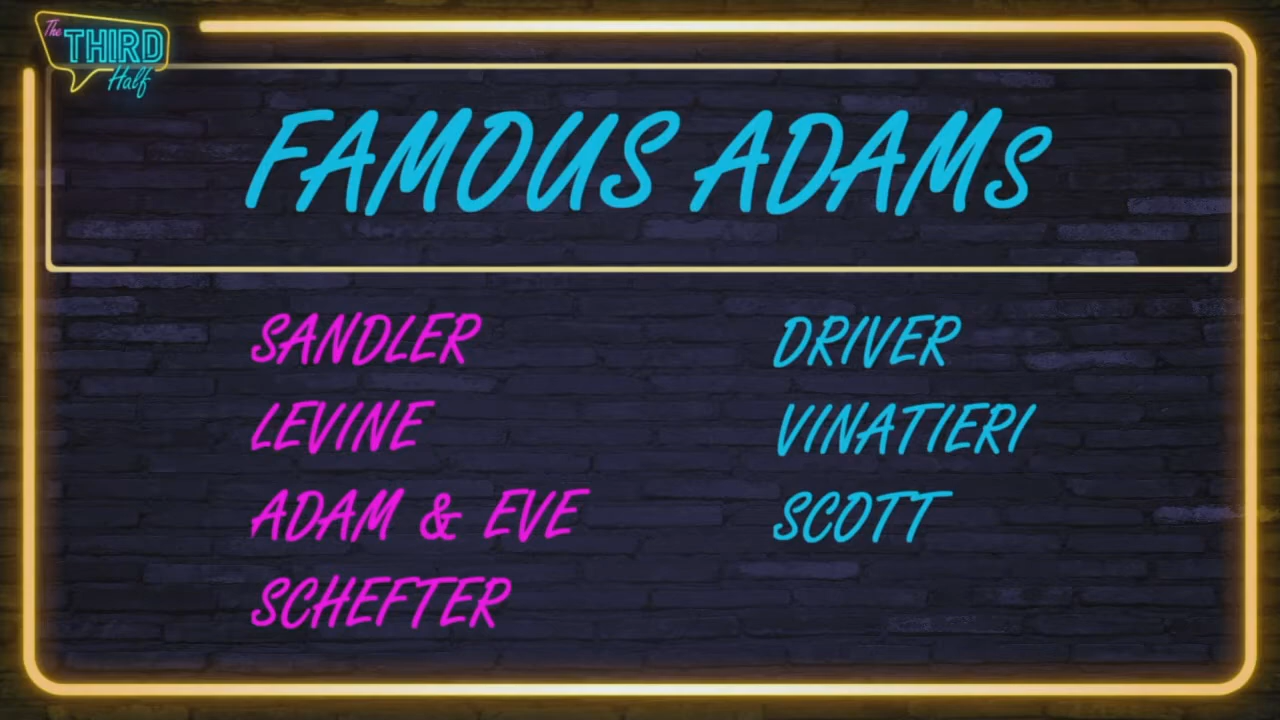 The
THIRD
Half
FAMOUS ADAMS
SANDLER
LEVINE
ADAM & EVE
SCHEFTER
DRIVER
VINATIERI
SCOTT